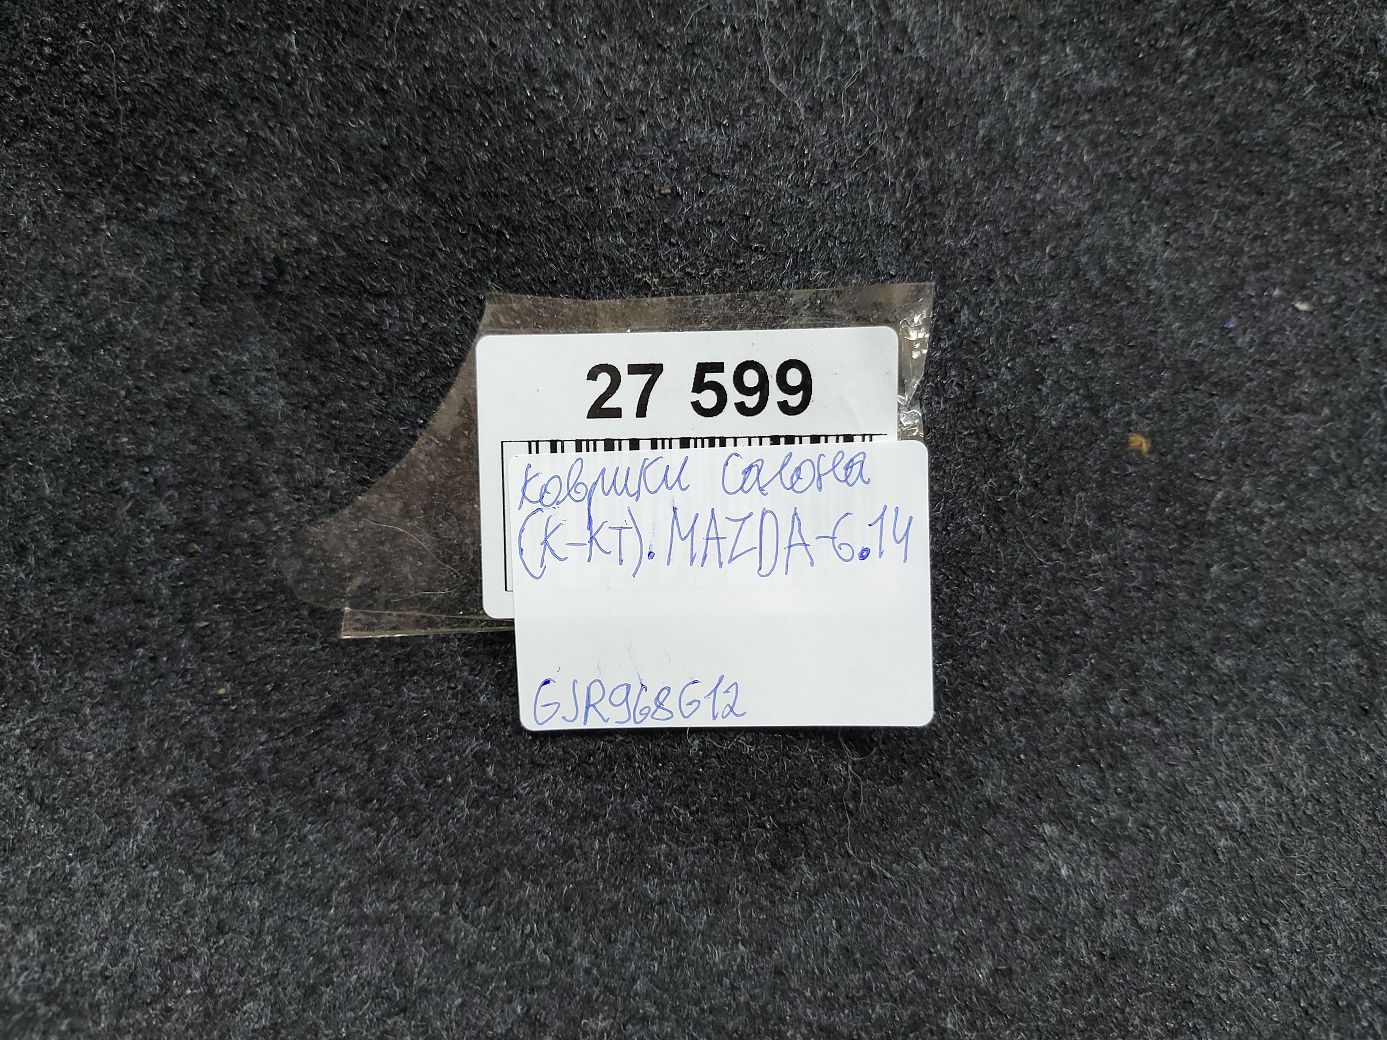 27 599
коврики салона
(К-КТ). MAZDA-6.14
GJR968G12